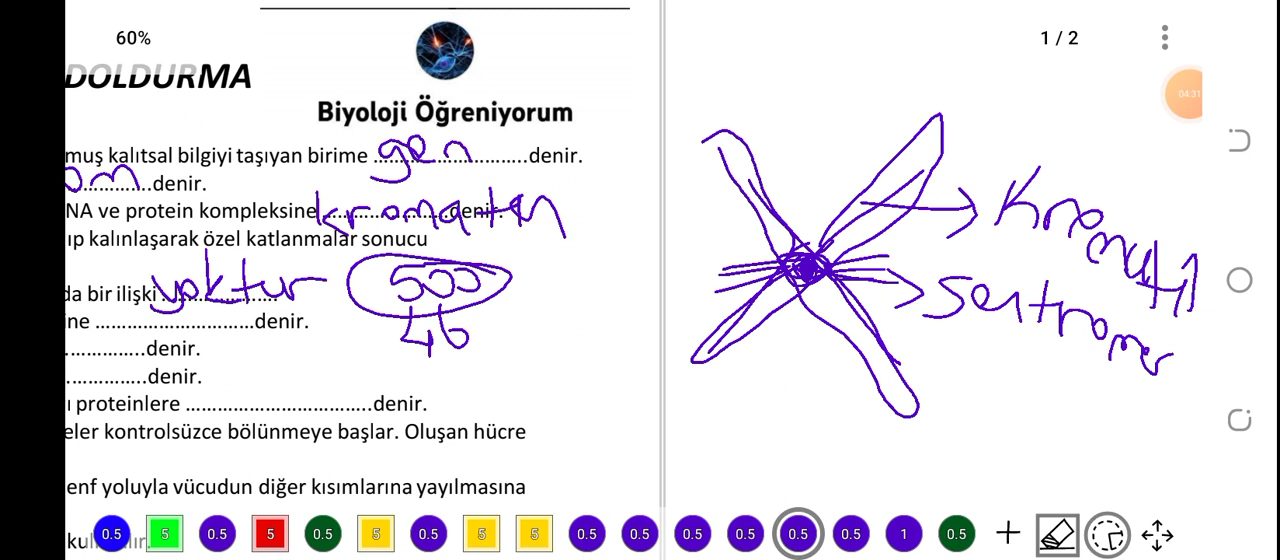 60%
DOLDURMA
Biyoloji Öğreniyorum
muş kalıtsal bilgiyi taşıyan birime gen denir.
om denir.
NA ve protein kompleksine kromatin denir.
ıp kalınlaşarak özel katlanmalar sonucu
da bir ilişki yoktur 500
46
ine ..............................denir.
................denir.
................denir.
ı proteinlere ....................................denir.
eler kontrolsüzce bölünmeye başlar. Oluşan hücre
enf yoluyla vücudun diğer kısımlarına yayılmasına
1 / 2
04:31
Kromatit
Sentromer
0.5 5 0.5 5 0.5 5 0.5 5 5 0.5 0.5 0.5 0.5 0.5 0.5 1 0.5